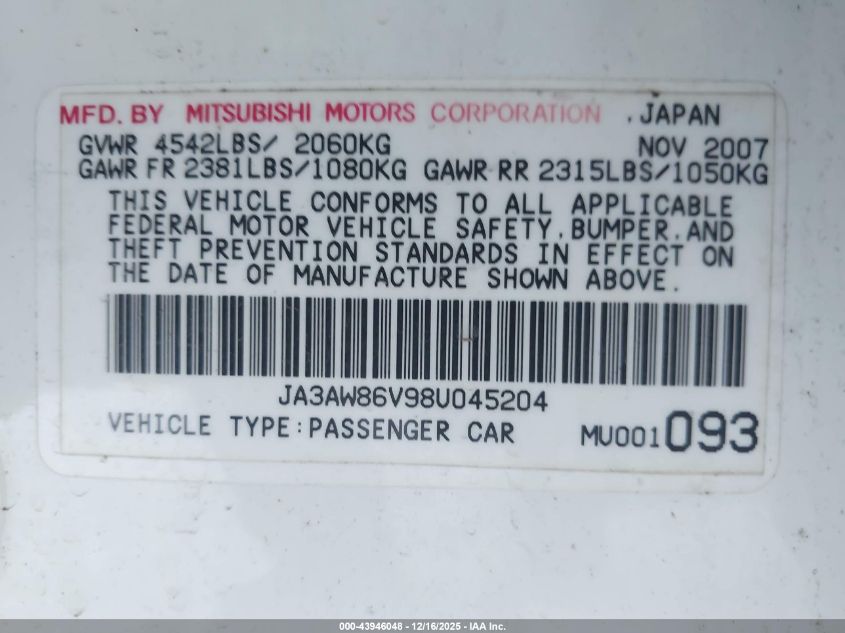 MFD. BY MITSUBISHI MOTORS CORPORATION , JAPAN
GVWR 4542LBS/ 2060KG NOV 2007
GAWR FR 2381LBS/1080KG GAWR RR 2315LBS/1050KG
THIS VEHICLE CONFORMS TO ALL APPLICABLE
FEDERAL MOTOR VEHICLE SAFETY,BUMPER,AND
THEFT PREVENTION STANDARDS IN EFFECT ON
THE DATE OF MANUFACTURE SHOWN ABOVE.
JA3AW86V98U045204
VEHICLE TYPE:PASSENGER CAR MU001093
000-43946048 - 12/16/2025 - IAA Inc.